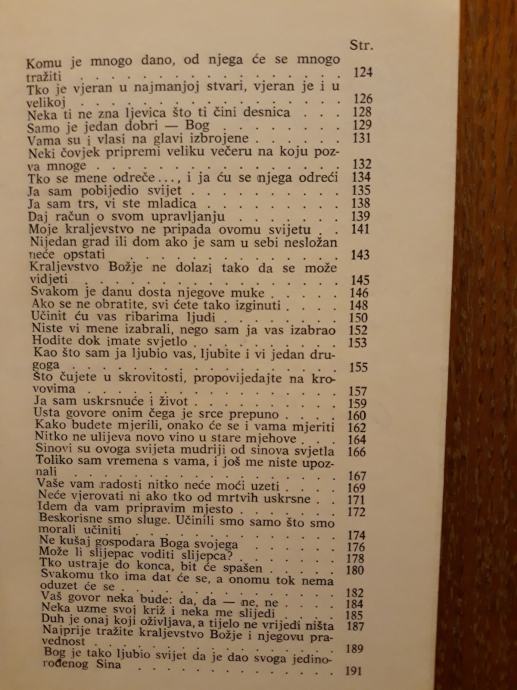 Str.
Komu je mnogo dano, od njega će se mnogo
tražiti . . . . . . . . . . . . . . . . 124
Tko je vjeran u najmanjoj stvari, vjeran je i u
velikoj . . . . . . . . . . . . . . . . 126
Neka ti ne zna ljevica što ti čini desnica . . . 128
Samo je jedan dobri — Bog . . . . . . . 129
Vama su i vlasi na glavi izbrojene . . . . . . 131
Neki čovjek pripremi veliku večeru na koju poz-
va mnoge . . . . . . . . . . . . . . . 132
Tko se mene odreče..., i ja ću se njega odreći 134
Ja sam pobijedio svijet . . . . . . . . . . 135
Ja sam trs, vi ste mladica . . . . . . . . . 138
Daj račun o svom upravljanju . . . . . . . 139
Moje kraljevstvo ne pripada ovomu svijetu . . 141
Nijedan grad ili dom ako je sam u sebi nesložan
neće opstati . . . . . . . . . . . . . . 143
Kraljevstvo Božje ne dolazi tako da se može
vidjeti . . . . . . . . . . . . . . . . 145
Svakom je danu dosta njegove muke . . . . . 146
Ako se ne obratite, svi ćete tako izginuti . . . . 148
Učinit ću vas ribarima ljudi . . . . . . . . 150
Niste vi mene izabrali, nego sam ja vas izabrao 152
Hodite dok imate svjetlo . . . . . . . . . 153
Kao što sam ja ljubio vas, ljubite i vi jedan dru-
goga . . . . . . . . . . . . . . . . . 155
Što čujete u skrovitosti, propovijedajte na kro-
vovima . . . . . . . . . . . . . . . . 157
Ja sam uskrsnuće i život . . . . . . . . . 159
Usta govore onim čega je srce prepuno . . . . 160
Kako budete mjerili, onako će se i vama mjeriti 162
Nitko ne ulijeva novo vino u stare mjehove . . 164
Sinovi su ovoga svijeta mudriji od sinova svjetla 166
Toliko sam vremena s vama, i još me niste upoz-
nali . . . . . . . . . . . . . . . . . 167
Vaše vam radosti nitko neće moći uzeti . . . . 169
Neće vjerovati ni ako tko od mrtvih uskrsne . . 171
Idem da vam pripravim mjesto . . . . . . . 172
Beskorisne smo sluge. Učinili smo samo što smo
morali učiniti . . . . . . . . . . . . . 174
Ne kušaj gospodara Boga svojega . . . . . . 176
Može li slijepac voditi slijepca? . . . . . . . 178
Tko ustraje do konca, bit će spašen . . . . . 180
Svakomu tko ima dat će se, a onomu tok nema
oduzet će se . . . . . . . . . . . . . . 182
Vaš govor neka bude: da, da — ne, ne . . . . 184
Neka uzme svoj križ i neka me slijedi . . . . 185
Duh je onaj koji oživljava, a tijelo ne vrijedi ništa 187
Najprije tražite kraljevstvo Božje i njegovu pra-
vednost . . . . . . . . . . . . . . . . 189
Bog je tako ljubio svijet da je dao svoga jedino-
rođenog Sina . . . . . . . . . . . . . . 191